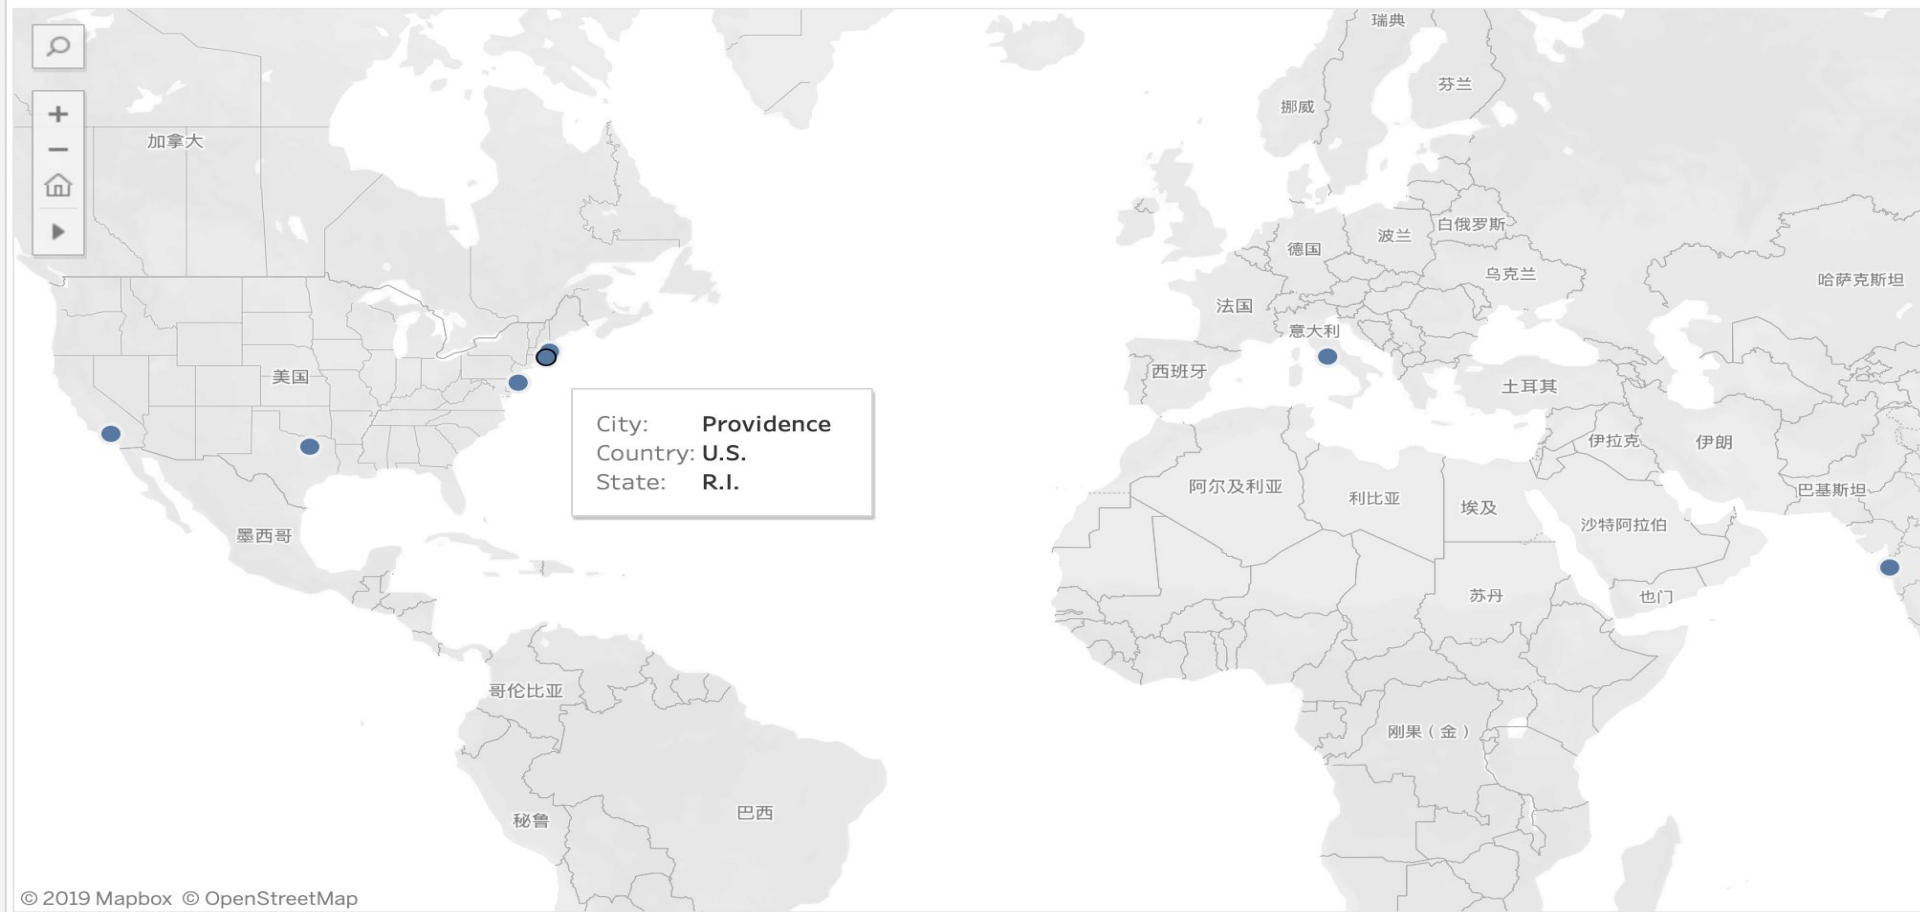 瑞典
芬兰
挪威
加拿大
白俄罗斯
波兰
德国
乌克兰
哈萨克斯坦
法国
意大利
西班牙
美国
土耳其
City: Providence
Country: U.S.
State: R.I.
伊拉克
伊朗
阿尔及利亚
利比亚
埃及
巴基斯坦
沙特阿拉伯
墨西哥
苏丹
也门
哥伦比亚
刚果（金）
巴西
秘鲁
© 2019 Mapbox © OpenStreetMap